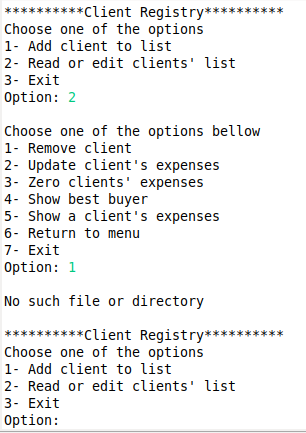 **********Client Registry**********
Choose one of the options
1- Add client to list
2- Read or edit clients' list
3- Exit
Option: 2
Choose one of the options bellow
1- Remove client
2- Update client's expenses
3- Zero clients' expenses
4- Show best buyer
5- Show a client's expenses
6- Return to menu
7- Exit
Option: 1
No such file or directory
**********Client Registry**********
Choose one of the options
1- Add client to list
2- Read or edit clients' list
3- Exit
Option: